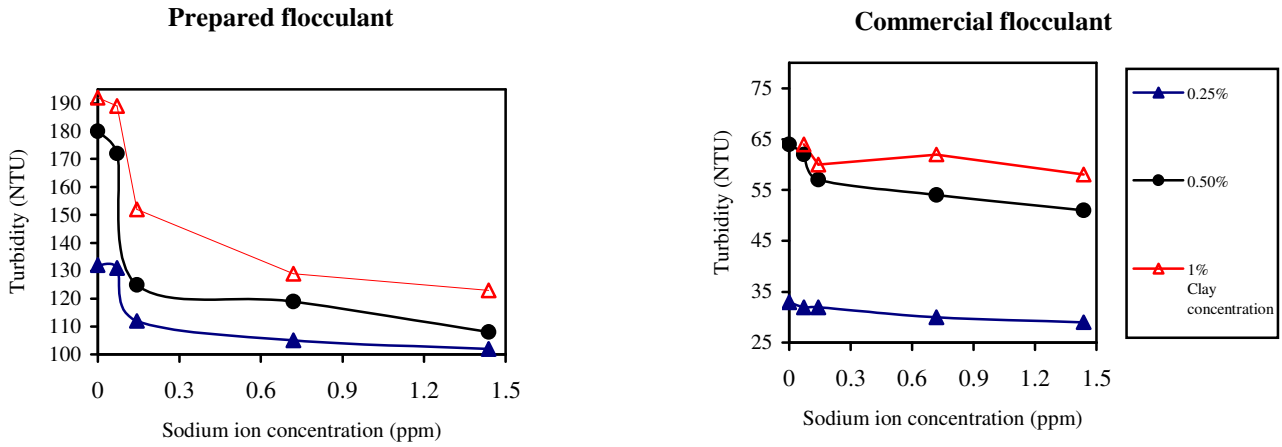 Prepared flocculant
190
180
170
160
150
140
130
120
110
100
Turbidity (NTU)
0 0.3 0.6 0.9 1.2 1.5
Sodium ion concentration (ppm)
Commercial flocculant
75
65
55
45
35
25
Turbidity (NTU)
0 0.3 0.6 0.9 1.2 1.5
Sodium ion concentration (ppm)
0.25%
0.50%
1%
Clay
concentration